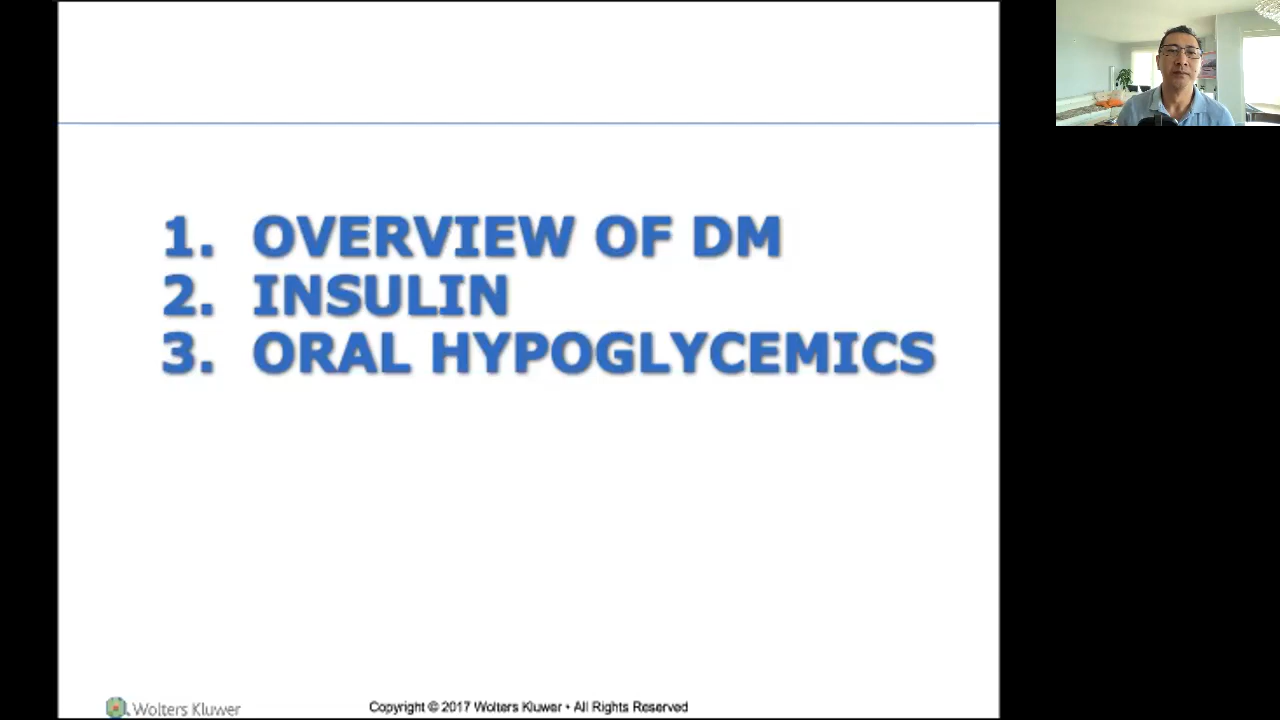 1. OVERVIEW OF DM
2. INSULIN
3. ORAL HYPOGLYCEMICS
Wolters Kluwer
Copyright © 2017 Wolters Kluwer • All Rights Reserved